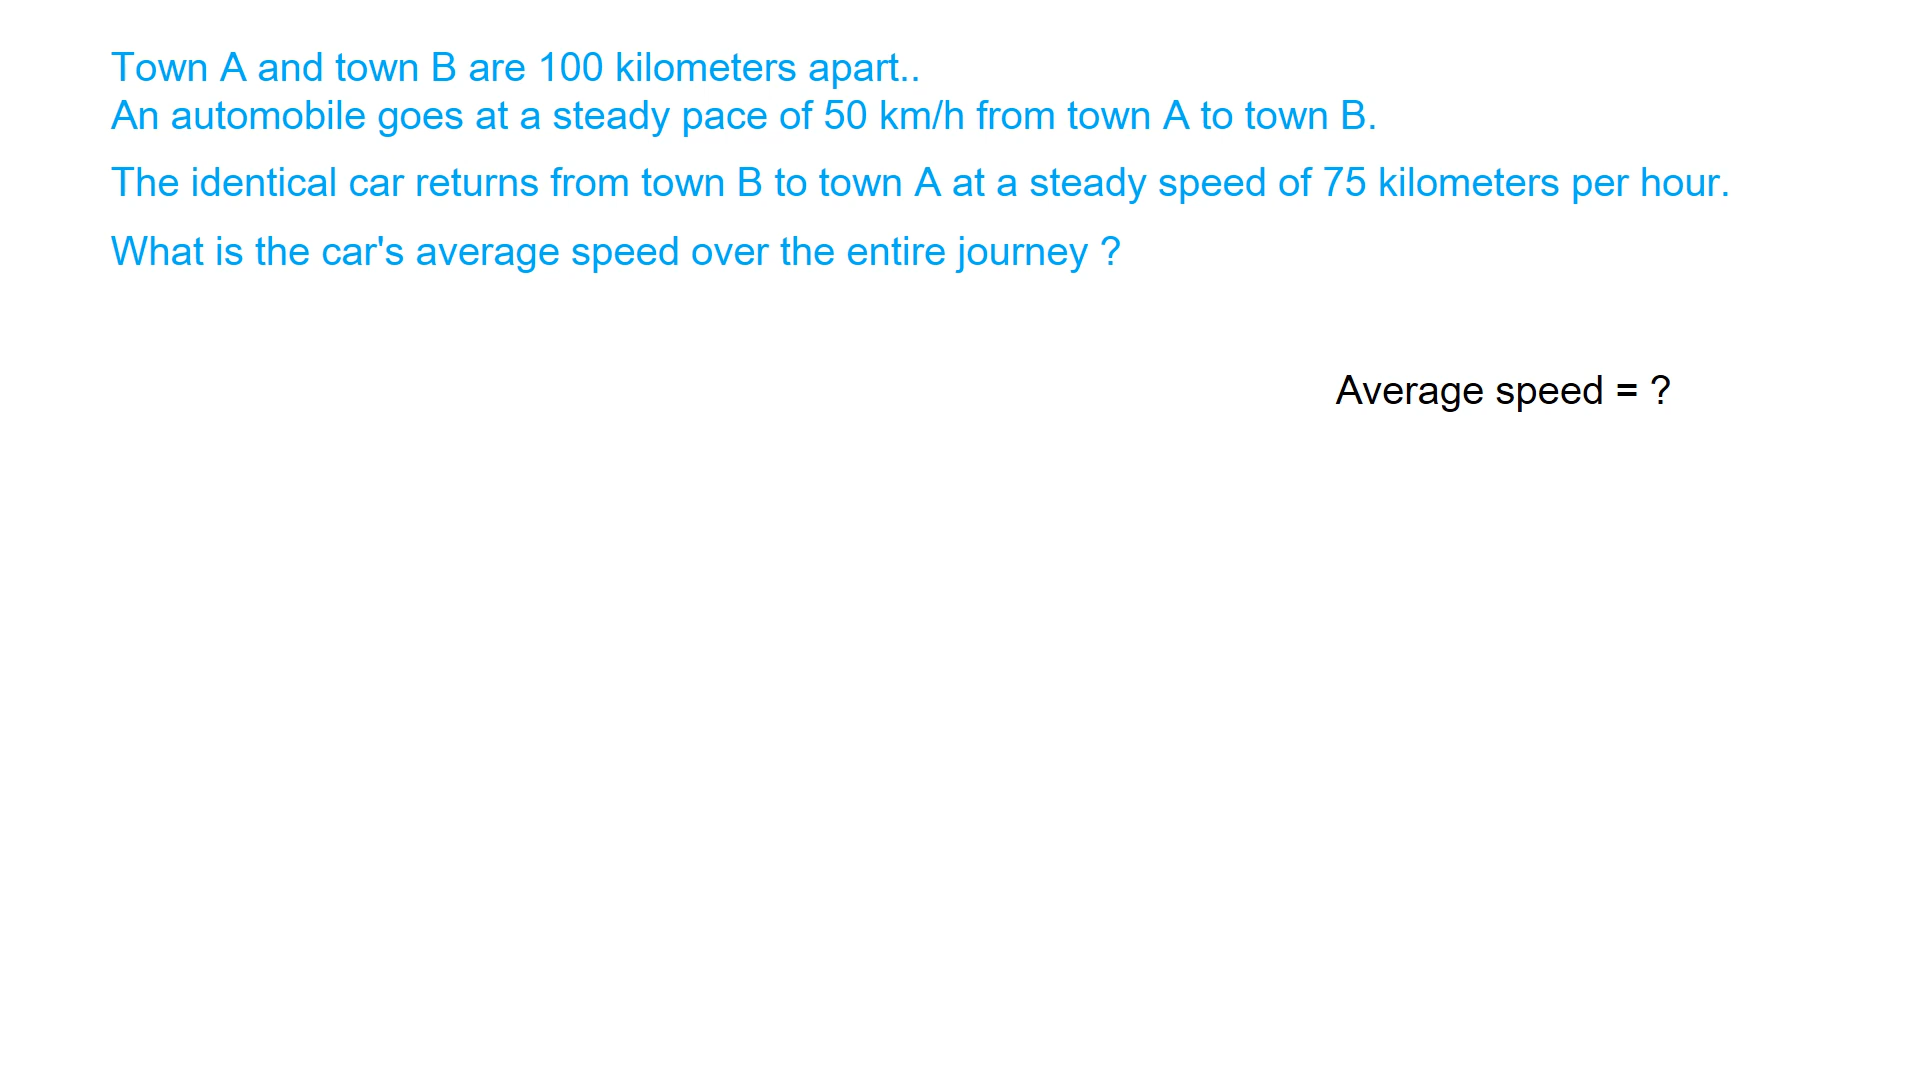 Town A and town B are 100 kilometers apart..
An automobile goes at a steady pace of 50 km/h from town A to town B.
The identical car returns from town B to town A at a steady speed of 75 kilometers per hour.
What is the car's average speed over the entire journey ?
Average speed = ?